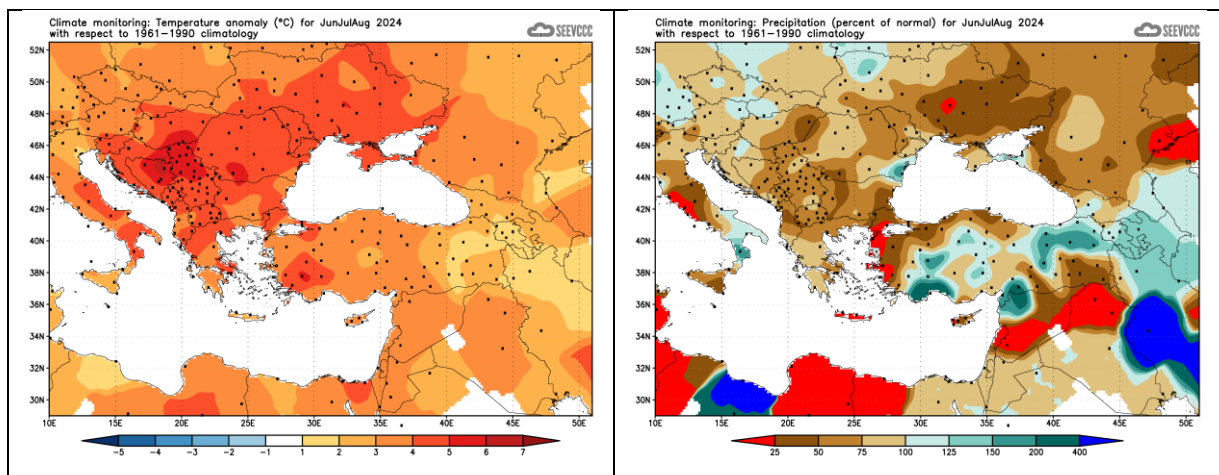 Climate monitoring: Temperature anomaly (°C) for JunJulAug 2024
with respect to 1961-1990 climatology
SEEVCCC
52N
50N
48N
46N
44N
42N
40N
38N
36N
34N
32N
30N
10E 15E 20E 25E 30E 35E 40E 45E 50E
-5 -4 -3 -2 -1 1 2 3 4 5 6 7
Climate monitoring: Precipitation (percent of normal) for JunJulAug 2024
with respect to 1961-1990 climatology
SEEVCCC
52N
50N
48N
46N
44N
42N
40N
38N
36N
34N
32N
30N
10E 15E 20E 25E 30E 35E 40E 45E 50E
25 50 75 100 125 150 200 400